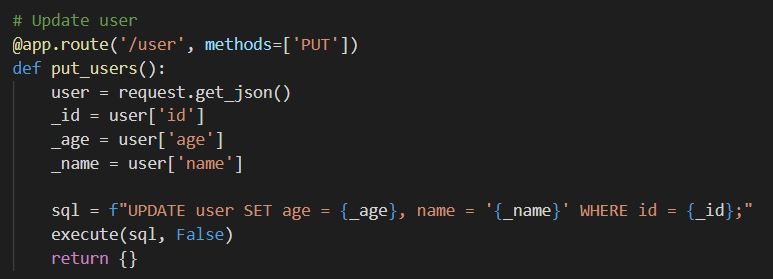 # Update user
@app.route('/user', methods=['PUT'])
def put_users():
    user = request.get_json()
    _id = user['id']
    _age = user['age']
    _name = user['name']

    sql = f"UPDATE user SET age = {_age}, name = '{_name}' WHERE id = {_id};"
    execute(sql, False)
    return {}